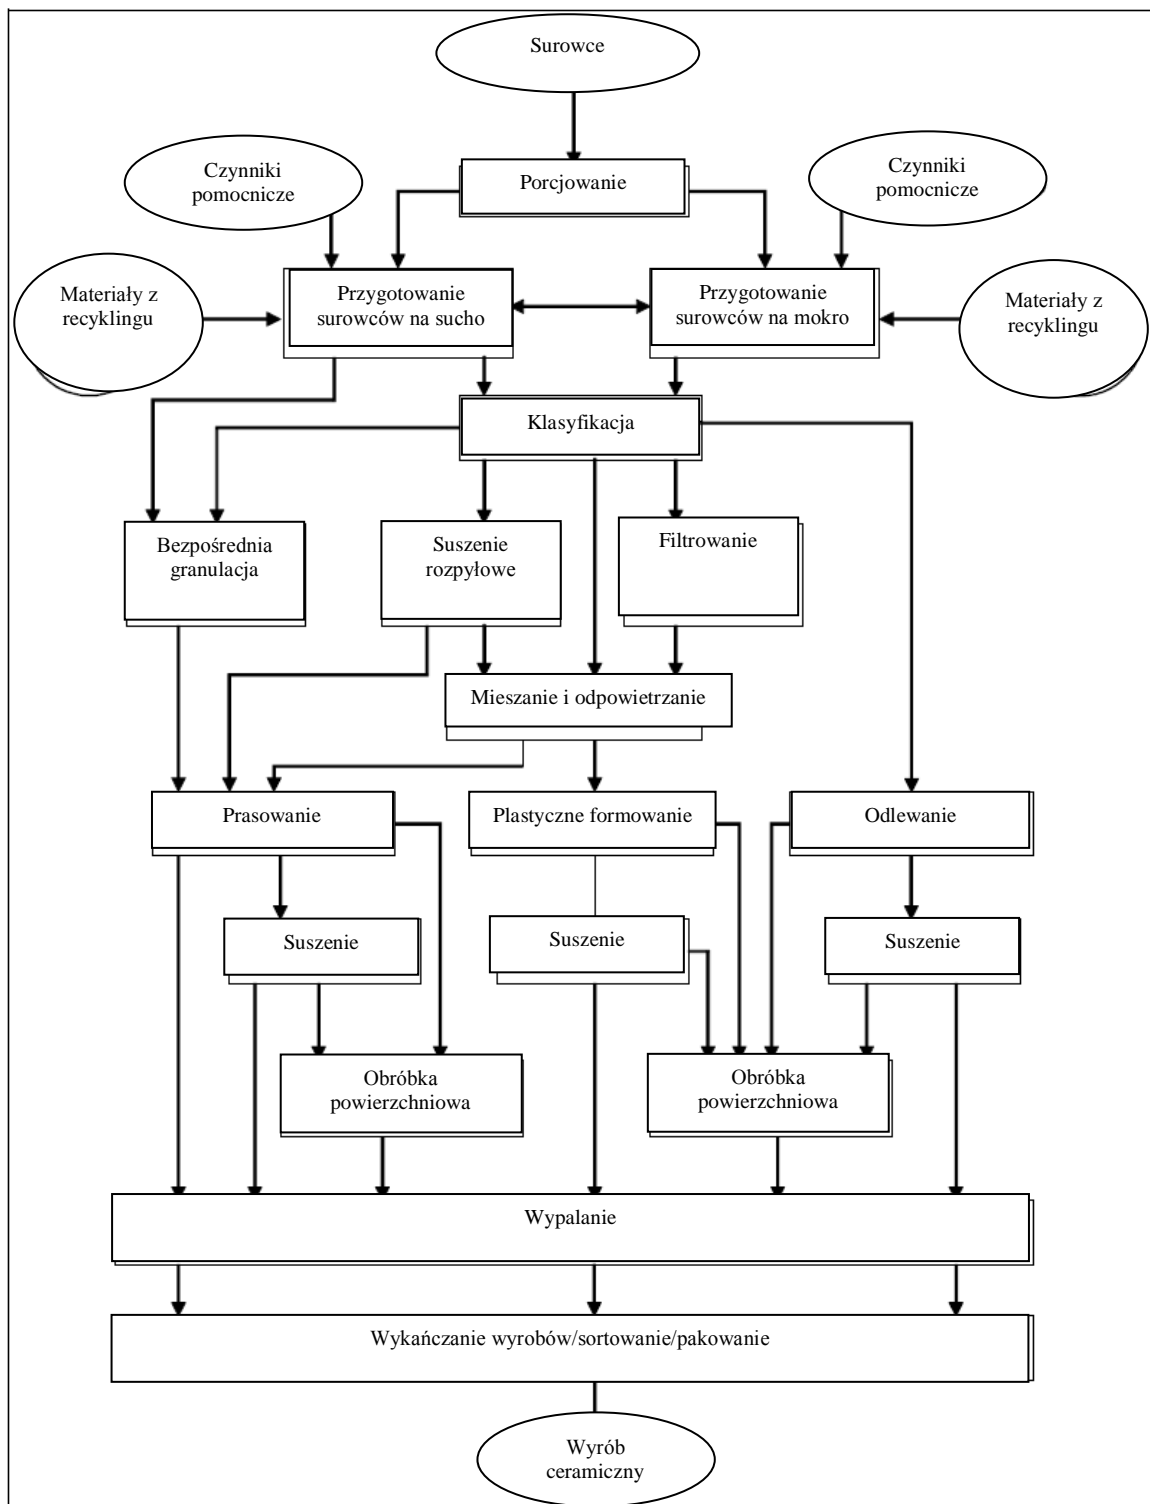 Surowce
Czynniki
pomocnicze
Porcjowanie
Czynniki
pomocnicze
Materiały z
recyklingu
Przygotowanie
surowców na sucho
Przygotowanie
surowców na mokro
Materiały z
recyklingu
Klasyfikacja
Bezpośrednia
granulacja
Suszenie
rozpyłowe
Filtrowanie
Mieszanie i odpowietrzanie
Prasowanie
Plastyczne formowanie
Odlewanie
Suszenie
Suszenie
Suszenie
Obróbka
powierzchniowa
Obróbka
powierzchniowa
Wypalanie
Wykańczanie wyrobów/sortowanie/pakowanie
Wyrób
ceramiczny